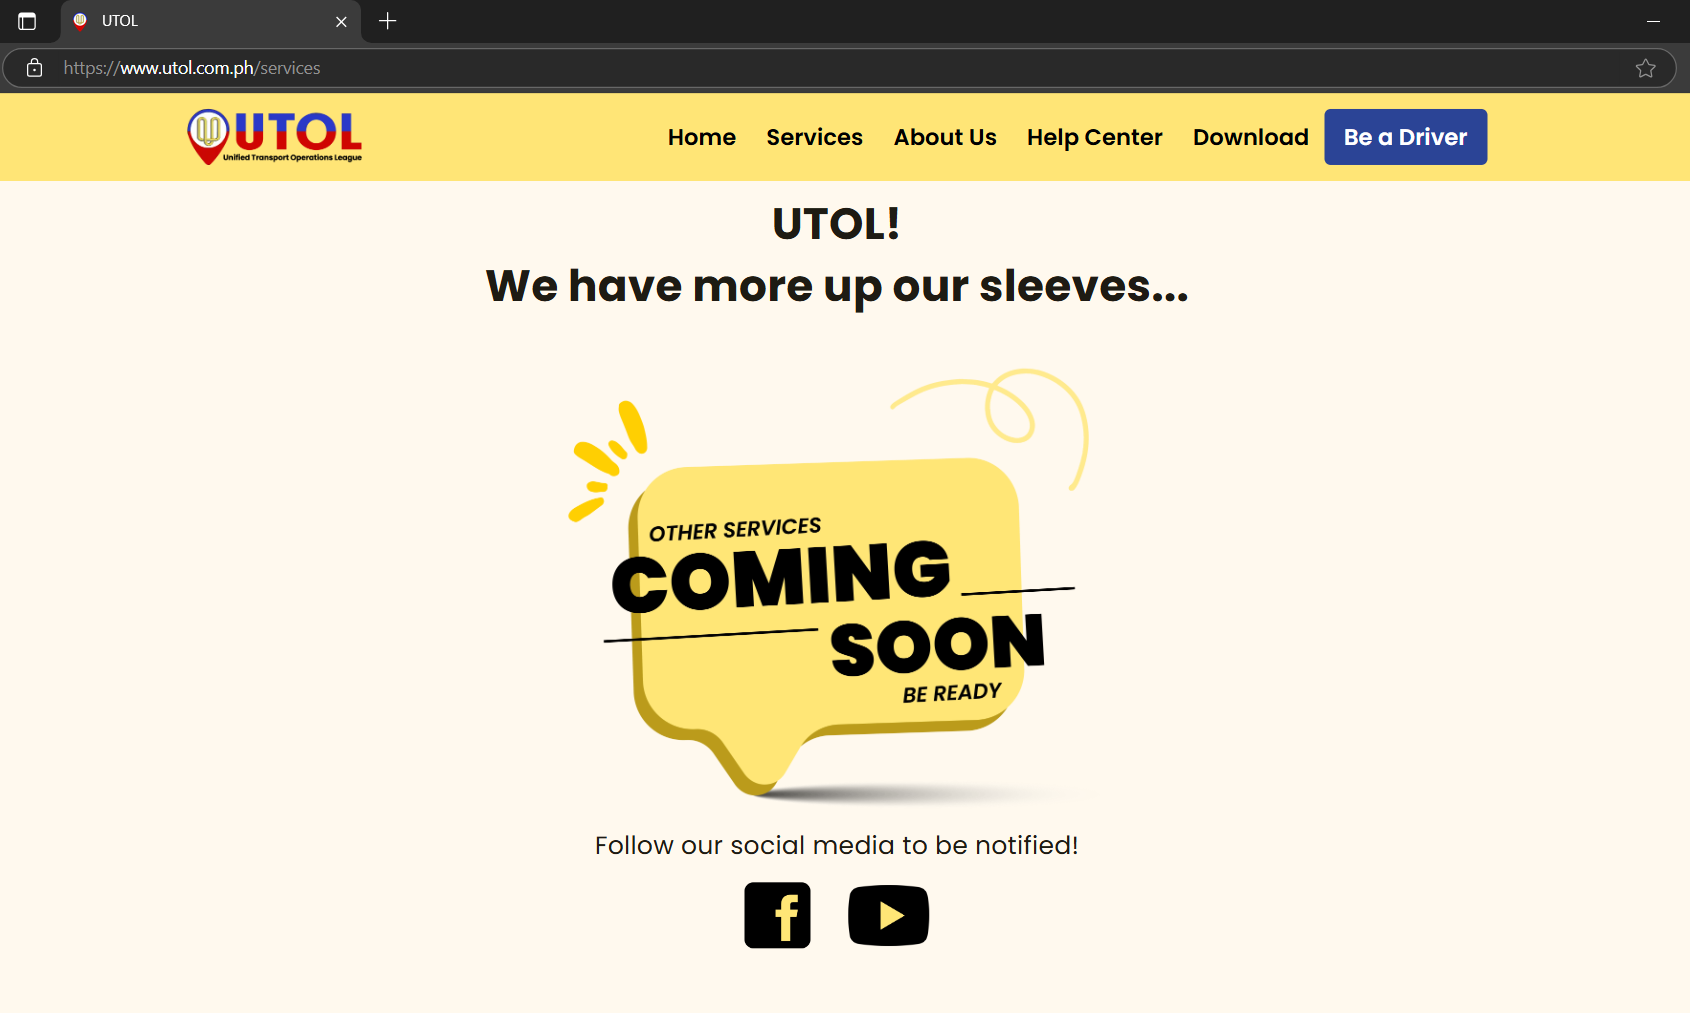 UTOL
https://www.utol.com.ph/services
UTOL
Unified Transport Operations League
Home
Services
About Us
Help Center
Download
Be a Driver
UTOL!
We have more up our sleeves...
OTHER SERVICES
COMING
SOON
BE READY
Follow our social media to be notified!